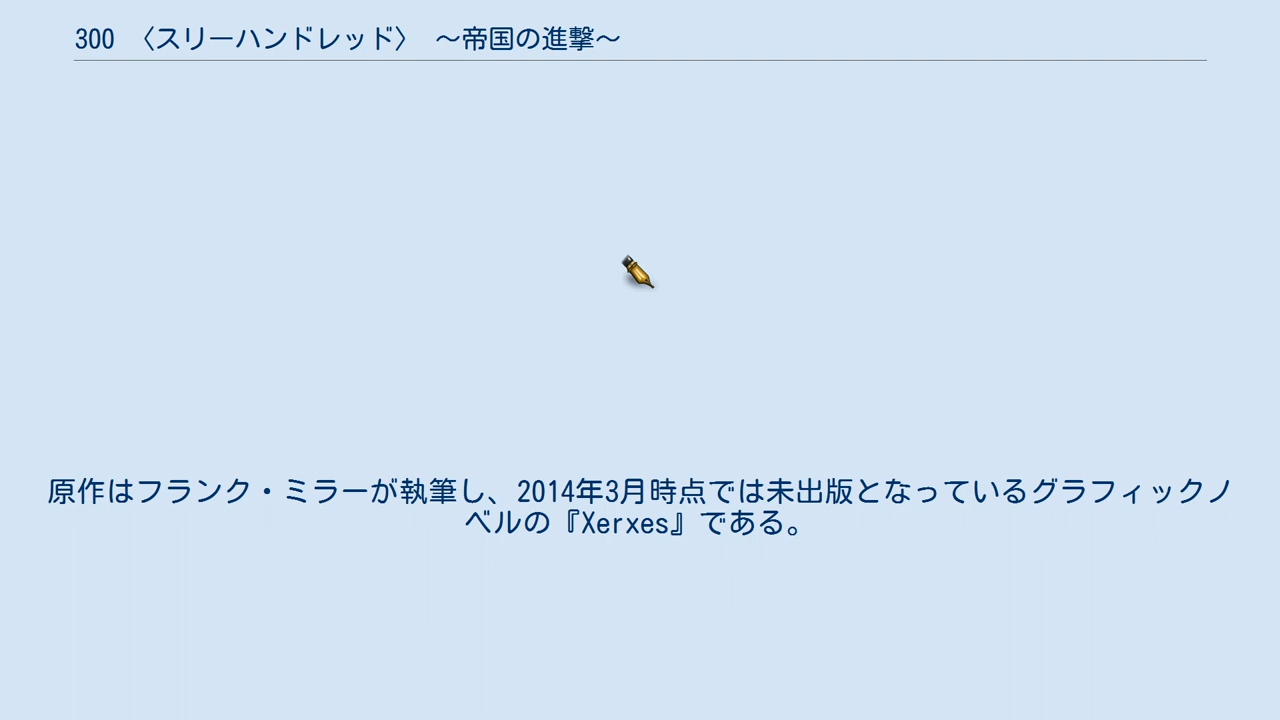 300 〈スリーハンドレッド〉 〜帝国の進撃〜
原作はフランク・ミラーが執筆し、2014年3月時点では未出版となっているグラフィックノ
ベルの『Xerxes』である。